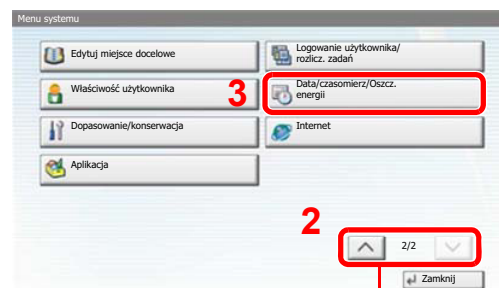 Menu systemu
Edytuj miejsce docelowe
Logowanie użytkownika/
rozlicz. zadań
Właściwość użytkownika
3
Data/czasomierz/Oszcz.
energii
Dopasowanie/konserwacja
Internet
Aplikacja
2
2/2
Zamknij